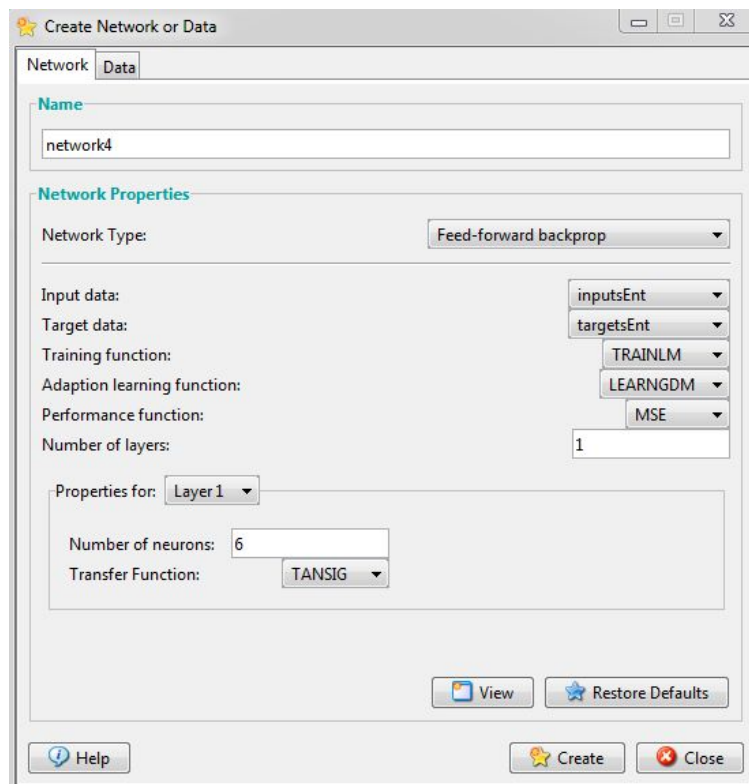 Create Network or Data
Network Data
Name
network4
Network Properties
Network Type: Feed-forward backprop
Input data: inputsEnt
Target data: targetsEnt
Training function: TRAINLM
Adaption learning function: LEARNGDM
Performance function: MSE
Number of layers: 1
Properties for: Layer 1
Number of neurons: 6
Transfer Function: TANSIG
View Restore Defaults
Help Create Close